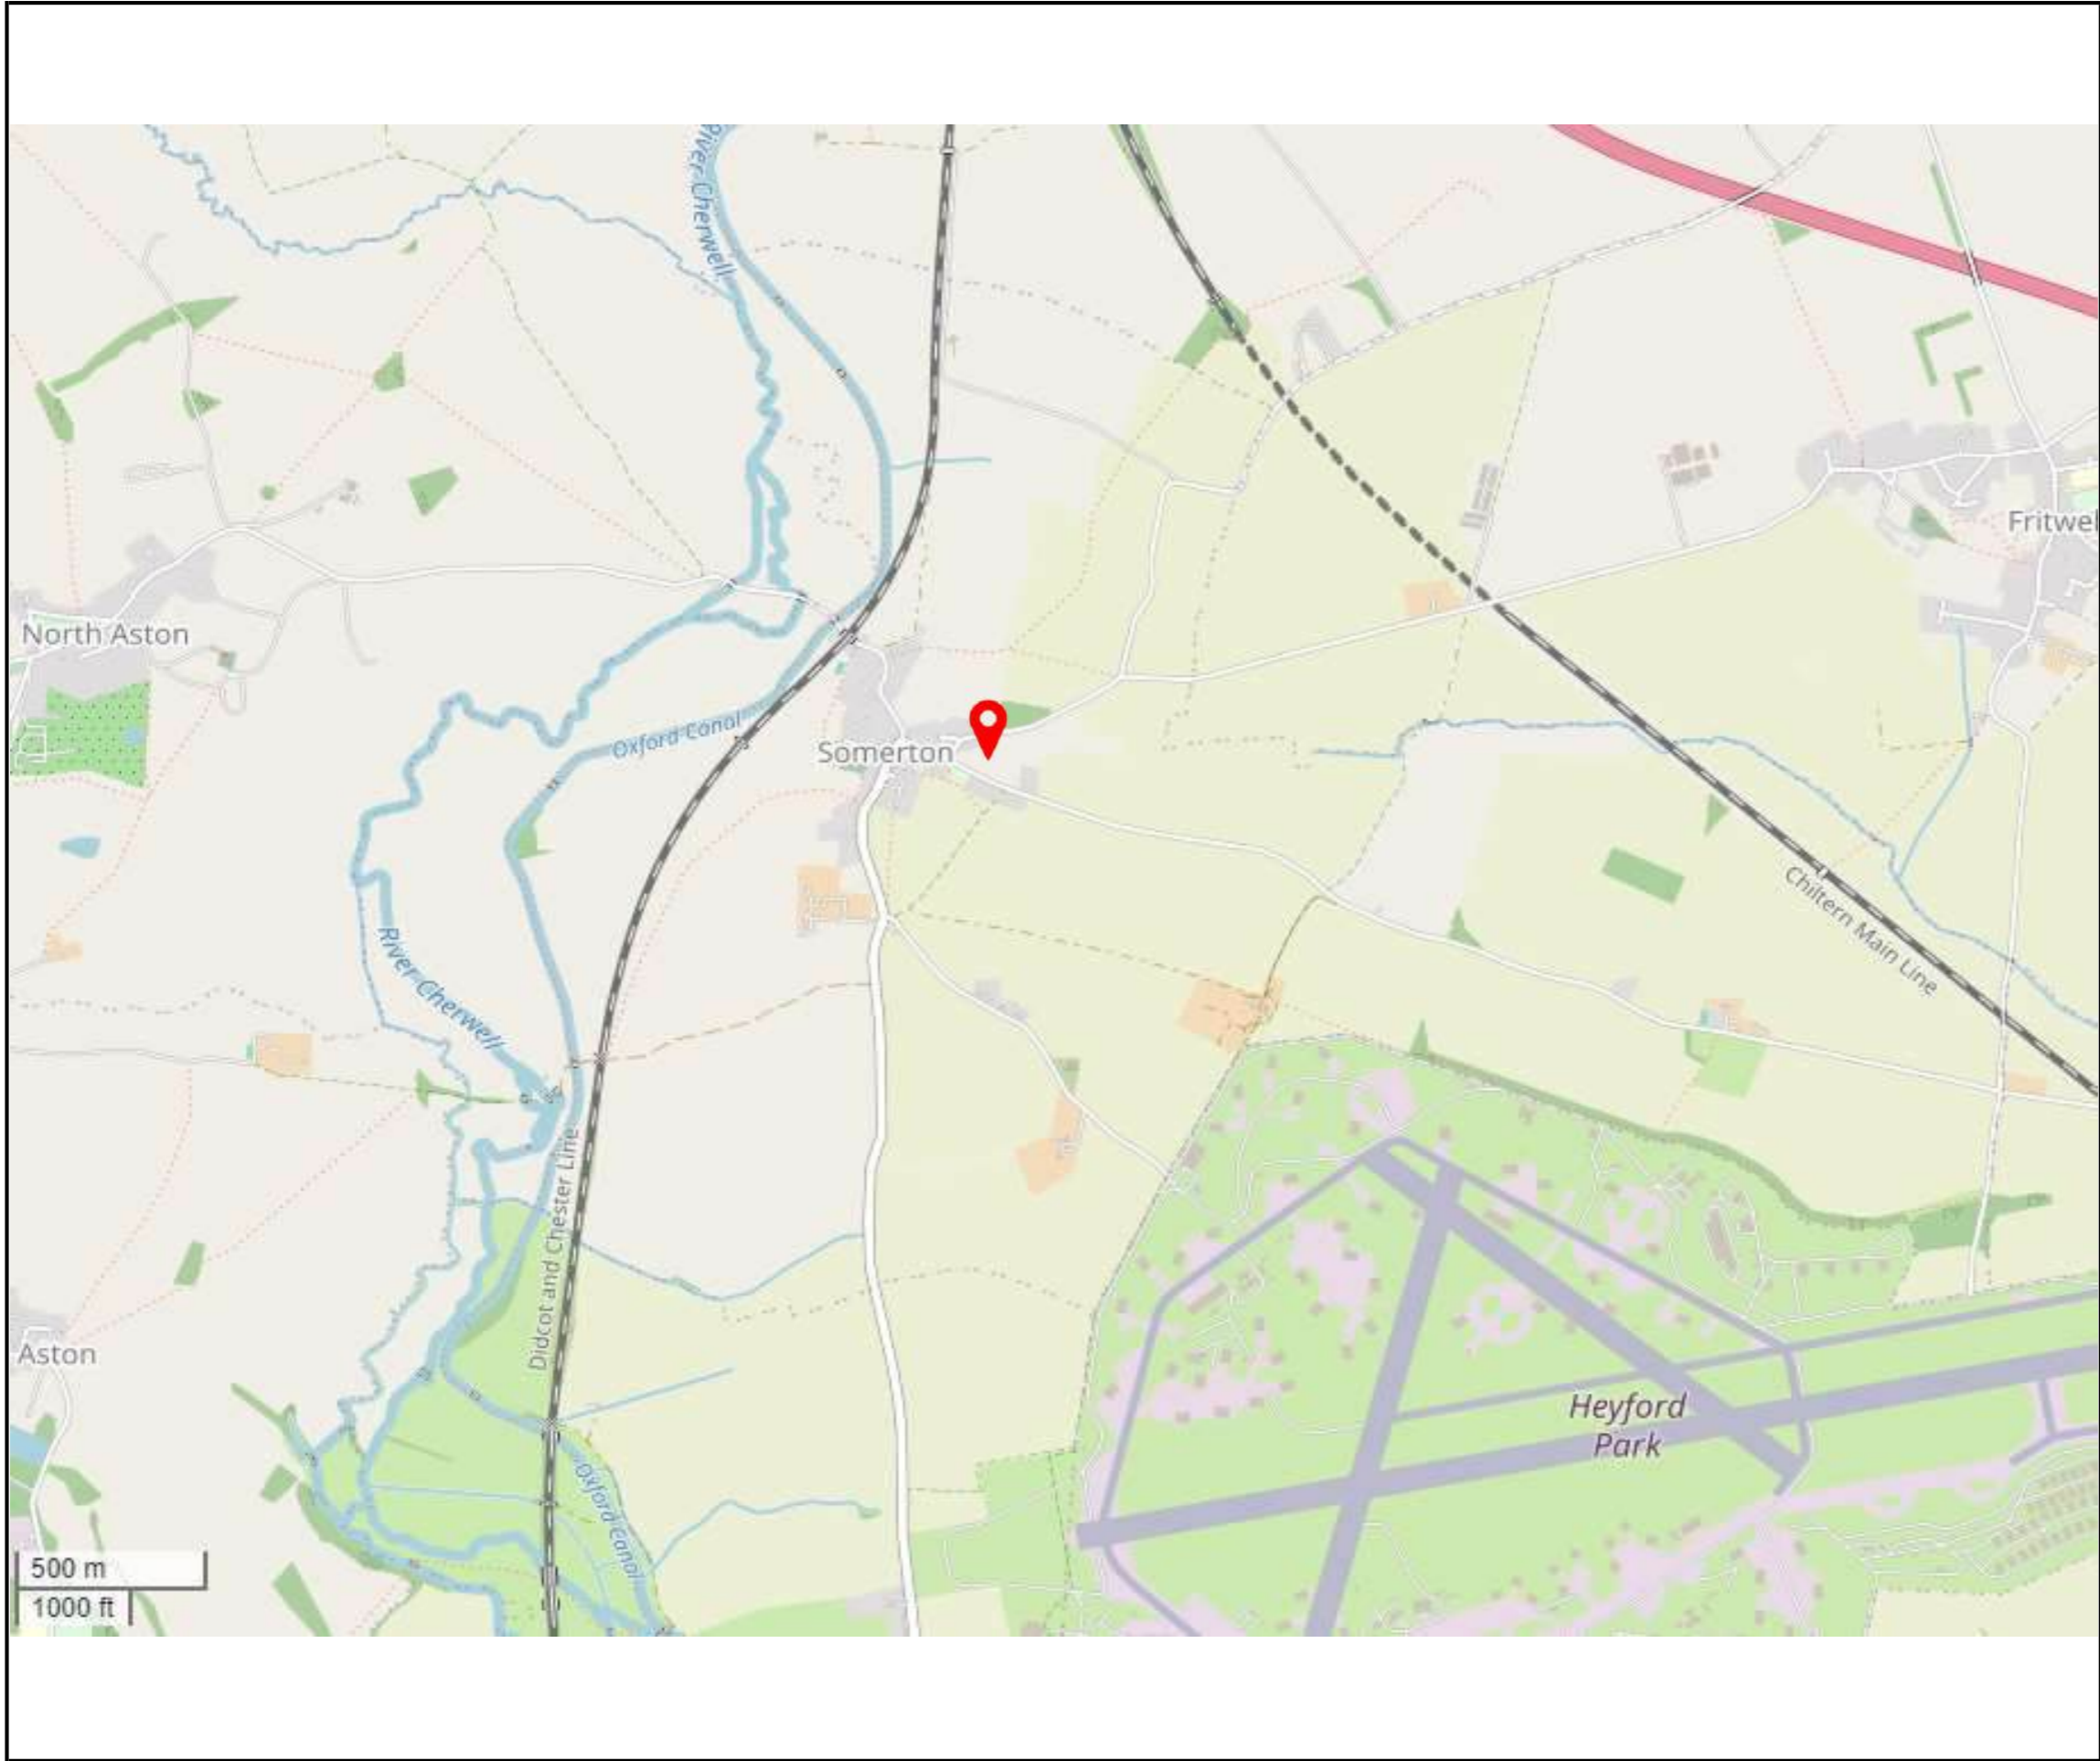 River Cherwell
Fritwel
North Aston
Oxford Canal
Somerton
Chiltern Main Line
River Cherwell
Didcot and Chester Line
Aston
Heyford
Park
Oxford Canal
500 m
1000 ft